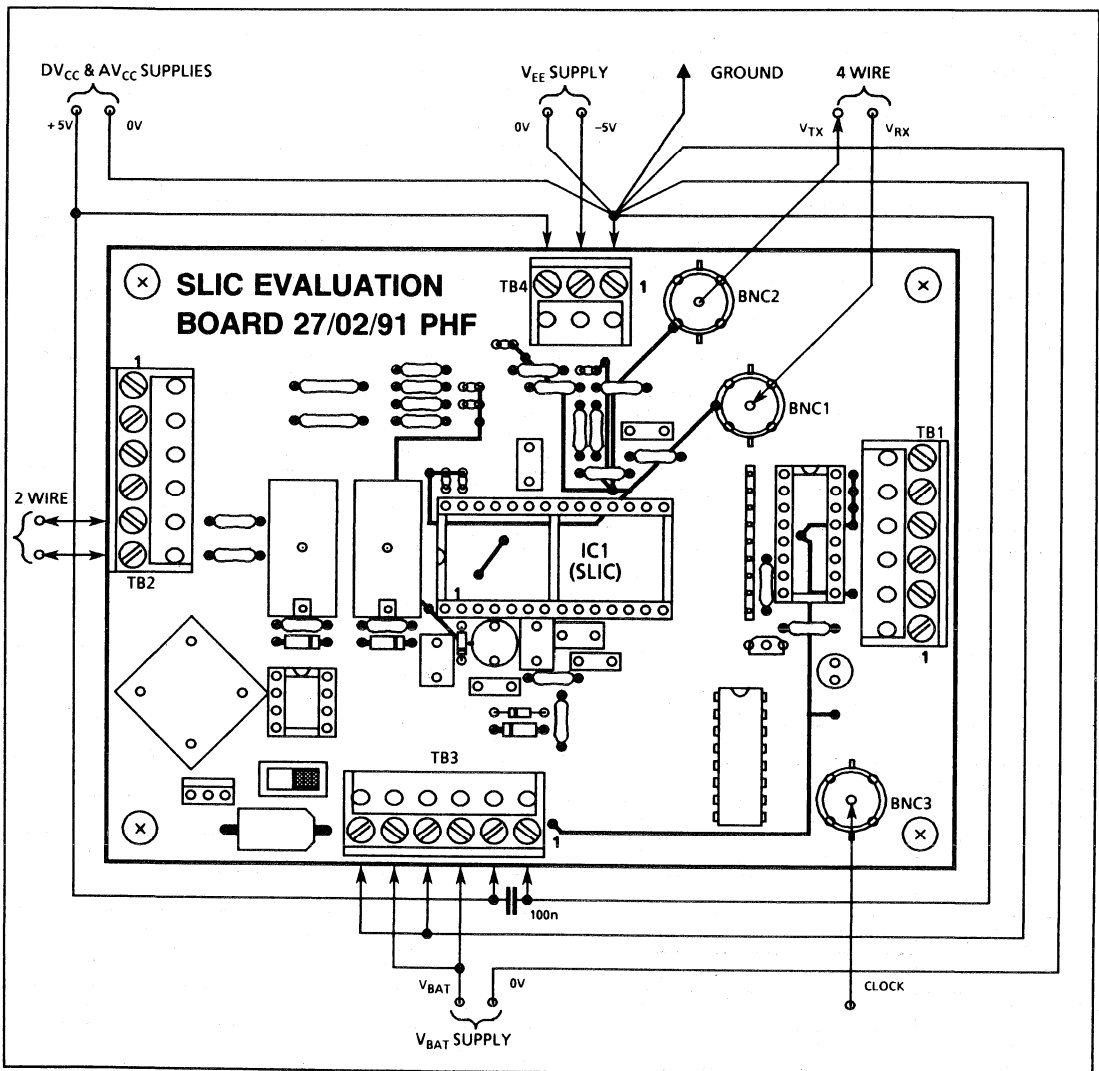 DVCC & AVCC SUPPLIES
+5V
0V
VEE SUPPLY
0V
–5V
GROUND
4 WIRE
VTX
VRX
SLIC EVALUATION
BOARD 27/02/91 PHF
TB4
1
BNC2
BNC1
1
TB1
2 WIRE
TB2
IC1
(SLIC)
1
1
TB3
1
BNC3
100n
VBAT
0V
CLOCK
VBAT SUPPLY